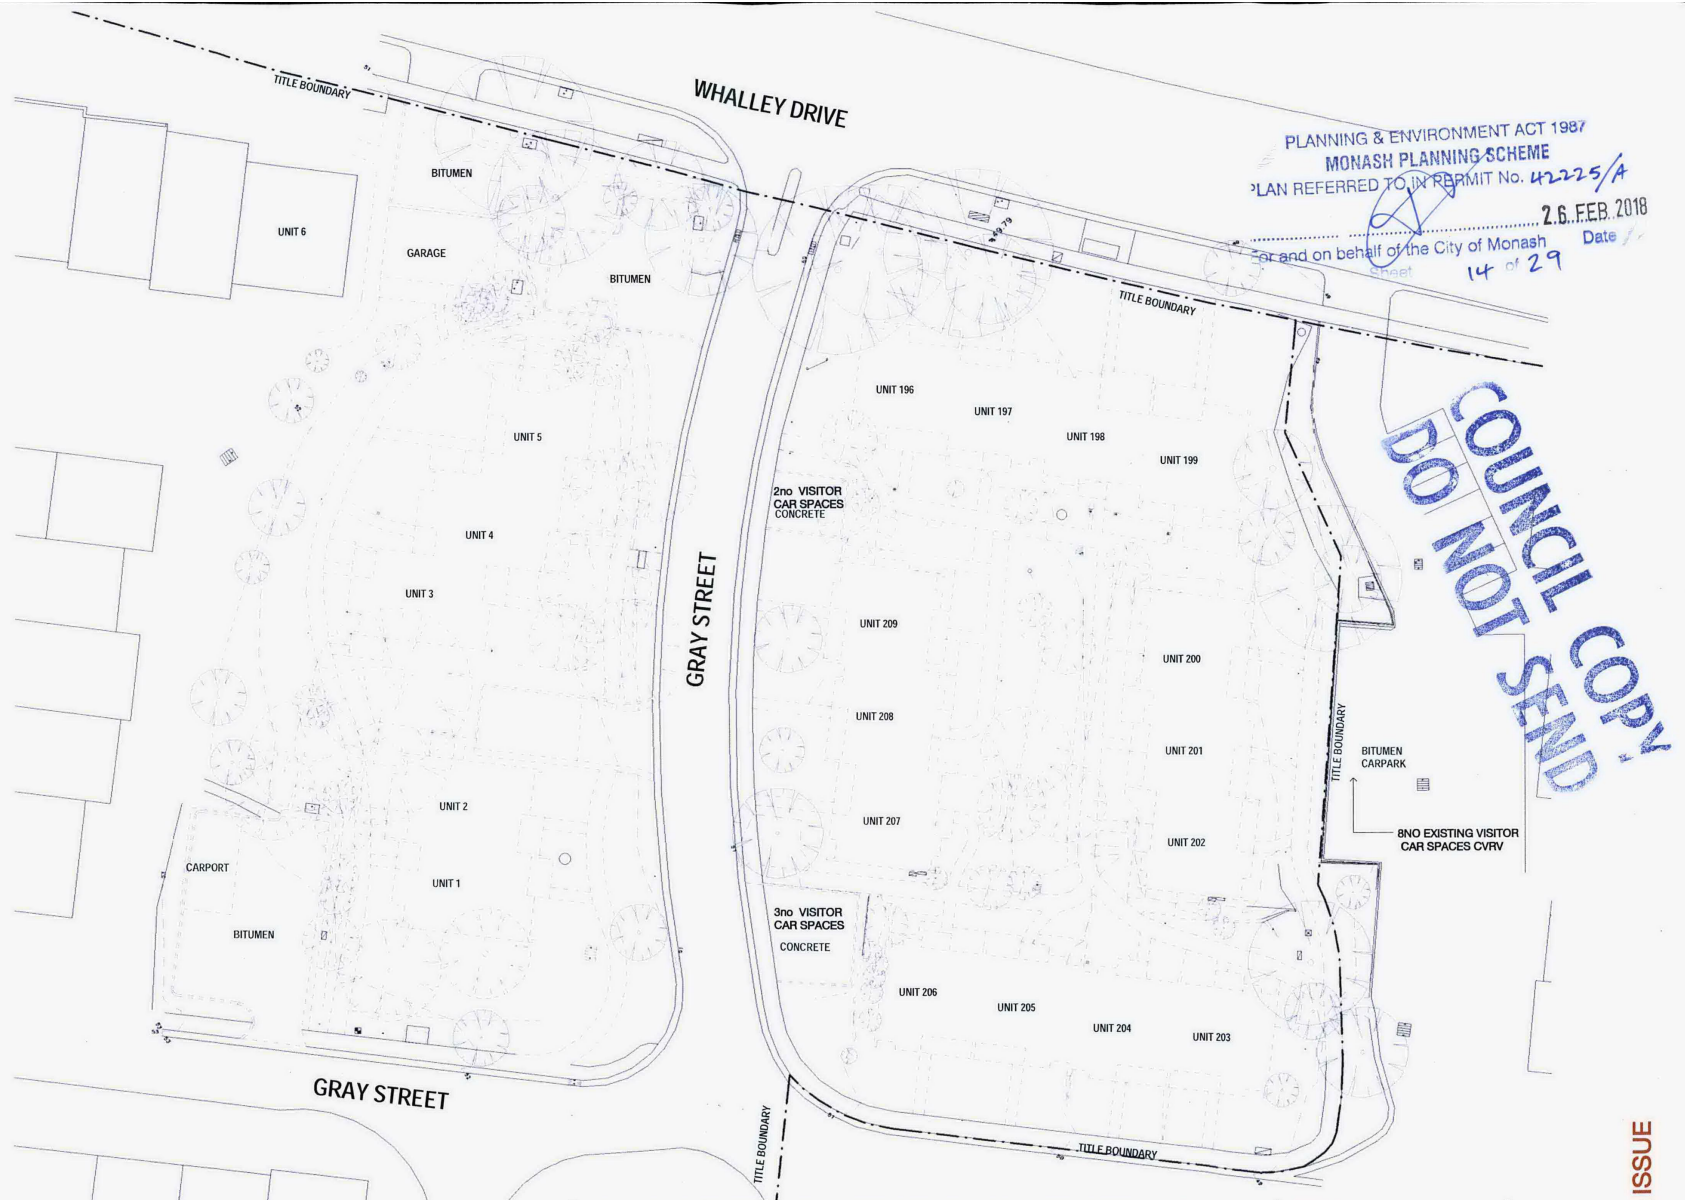 WHALLEY DRIVE
TITLE BOUNDARY
PLANNING & ENVIRONMENT ACT 1987
MONASH PLANNING SCHEME
PLAN REFERRED TO IN PERMIT No. 42225/A
26 FEB 2018
For and on behalf of the City of Monash Date
Sheet 14 of 29
BITUMEN
UNIT 6
GARAGE
BITUMEN
49.79
TITLE BOUNDARY
UNIT 196
UNIT 197
UNIT 198
UNIT 199
UNIT 5
COUNCIL COPY
DO NOT SEND
2no VISITOR
CAR SPACES
CONCRETE
UNIT 4
UNIT 3
GRAY STREET
UNIT 209
UNIT 200
UNIT 208
UNIT 201
TITLE BOUNDARY
BITUMEN
CARPARK
UNIT 2
UNIT 207
UNIT 202
8NO EXISTING VISITOR
CAR SPACES CVRV
CARPORT
UNIT 1
3no VISITOR
CAR SPACES
CONCRETE
BITUMEN
UNIT 206
UNIT 205
UNIT 204
UNIT 203
GRAY STREET
TITLE BOUNDARY
TITLE BOUNDARY
ISSUE